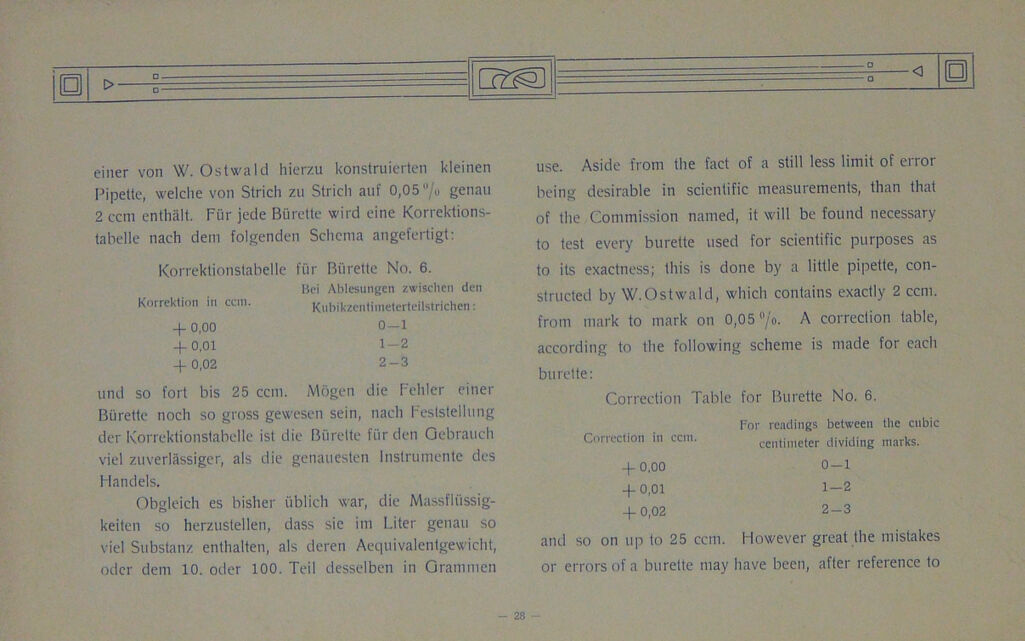 einer von W. Ostwald hierzu konstruierten kleinen
Pipette, welche von Strich zu Strich auf 0,05 % genau
2 ccm enthält. Für jede Bürette wird eine Korrektions-
tabelle nach dem folgenden Schema angefertigt:
Korrektionstabelle für Bürette No. 6.
Korrektion in ccm.
Bei Ablesungen zwischen den
Kubikzentimeterteilstrichen:
+ 0,00 0—1
+ 0,01 1—2
+ 0,02 2—3
und so fort bis 25 ccm. Mögen die Fehler einer
Bürette noch so gross gewesen sein, nach Feststellung
der Korrektionstabelle ist die Bürette für den Gebrauch
viel zuverlässiger, als die genauesten Instrumente des
Handels.
Obgleich es bisher üblich war, die Massflüssig-
keiten so herzustellen, dass sie im Liter genau so
viel Substanz enthalten, als deren Aequivalentgewicht,
oder dem 10. oder 100. Teil desselben in Grammen
use. Aside from the fact of a still less limit of error
being desirable in scientific measurements, than that
of the Commission named, it will be found necessary
to test every burette used for scientific purposes as
to its exactness; this is done by a little pipette, con-
structed by W. Ostwald, which contains exactly 2 ccm.
from mark to mark on 0,05 %. A correction table,
according to the following scheme is made for each
burette:
Correction Table for Burette No. 6.
Correction in ccm.
For readings between the cubic
centimeter dividing marks.
+ 0,00 0—1
+ 0,01 1—2
+ 0,02 2—3
and so on up to 25 ccm. However great the mistakes
or errors of a burette may have been, after reference to
— 28 —